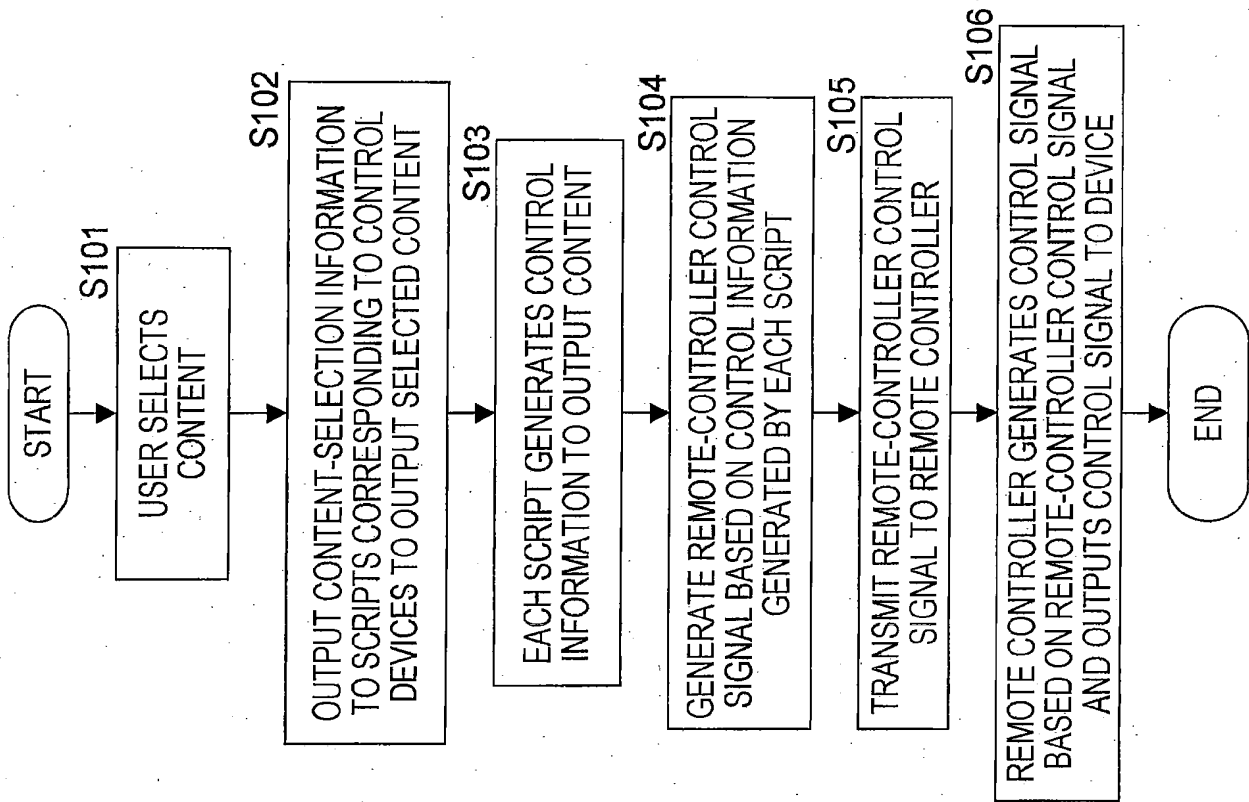 START
S101
USER SELECTS
CONTENT
S102
OUTPUT CONTENT-SELECTION INFORMATION
TO SCRIPTS CORRESPONDING TO CONTROL
DEVICES TO OUTPUT SELECTED CONTENT
S103
EACH SCRIPT GENERATES CONTROL
INFORMATION TO OUTPUT CONTENT
S104
GENERATE REMOTE-CONTROLLER CONTROL
SIGNAL BASED ON CONTROL INFORMATION
GENERATED BY EACH SCRIPT
S105
TRANSMIT REMOTE-CONTROLLER CONTROL
SIGNAL TO REMOTE CONTROLLER
S106
REMOTE CONTROLLER GENERATES CONTROL SIGNAL
BASED ON REMOTE-CONTROLLER CONTROL SIGNAL
AND OUTPUTS CONTROL SIGNAL TO DEVICE
END